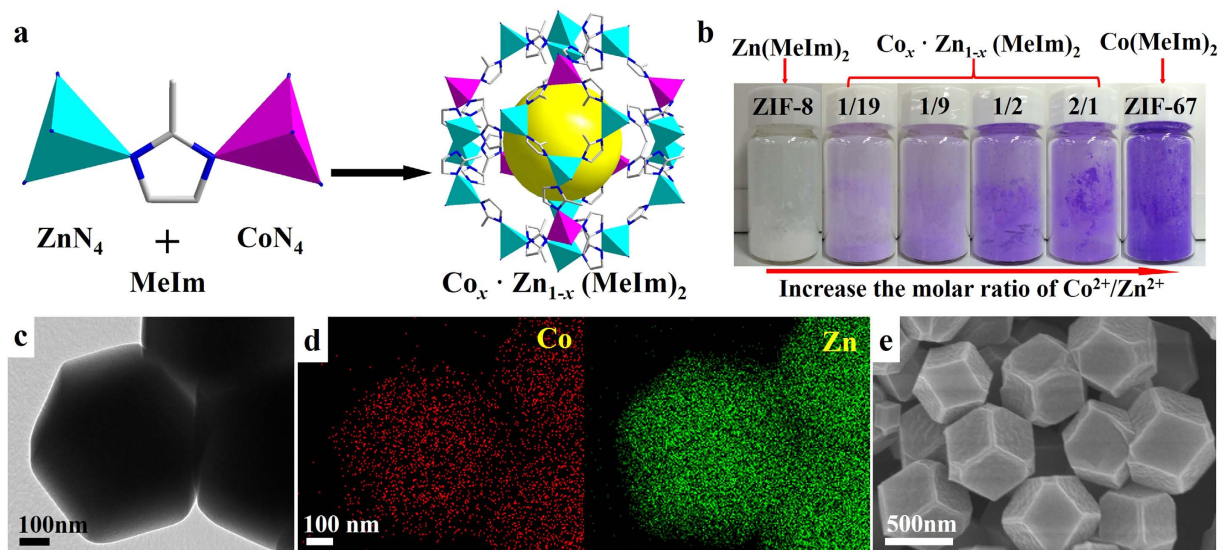 a
ZnN4 + CoN4
MeIm
Cox · Zn1-x (MeIm)2
b
Zn(MeIm)2
Cox · Zn1-x (MeIm)2
Co(MeIm)2
ZIF-8 1/19 1/9 1/2 2/1 ZIF-67
Increase the molar ratio of Co2+/Zn2+
c
100nm
d
Co
Zn
100 nm
e
500nm